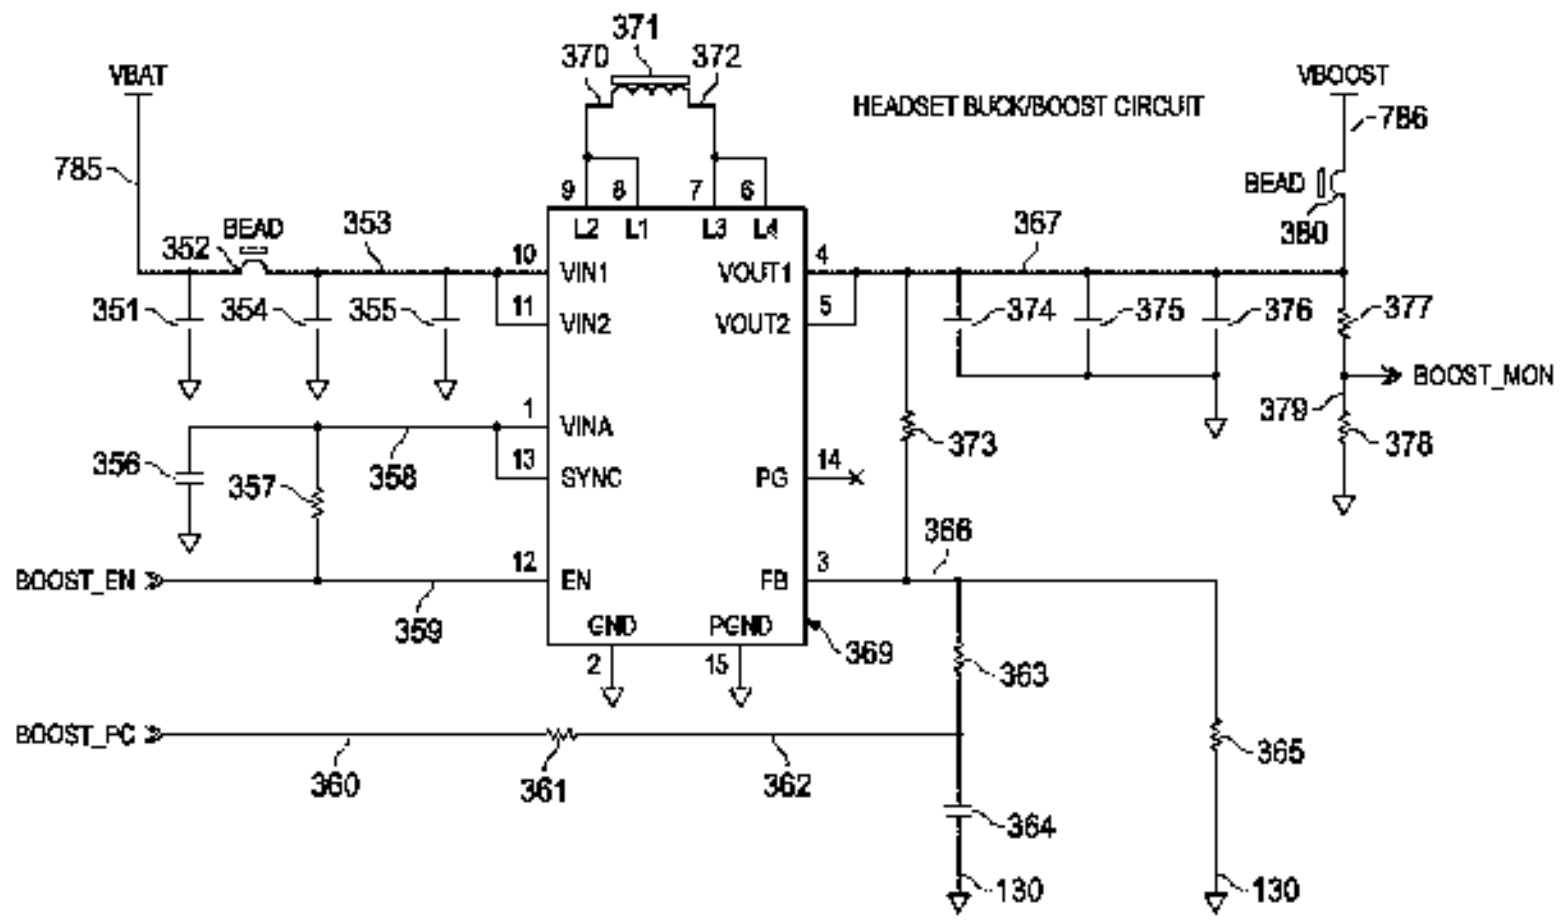 371
370 372
VBAT VBOOST
HEADSET BUCK/BOOST CIRCUIT
786
785
9 8 7 6
BEAD
380
L2 L1 L3 L4
BEAD
352 353 367
10 VIN1 VOUT1 4
351 354 355 11 VIN2 VOUT2 5 374 375 376 377
BOOST_MON
379
1 VINA
373 378
356 357 358 13 SYNC PG 14
366
BOOST_EN 12 EN FB 3
359 GND PGND 369
2 15 363
BOOST_PC
360 361 362 365
364
130 130